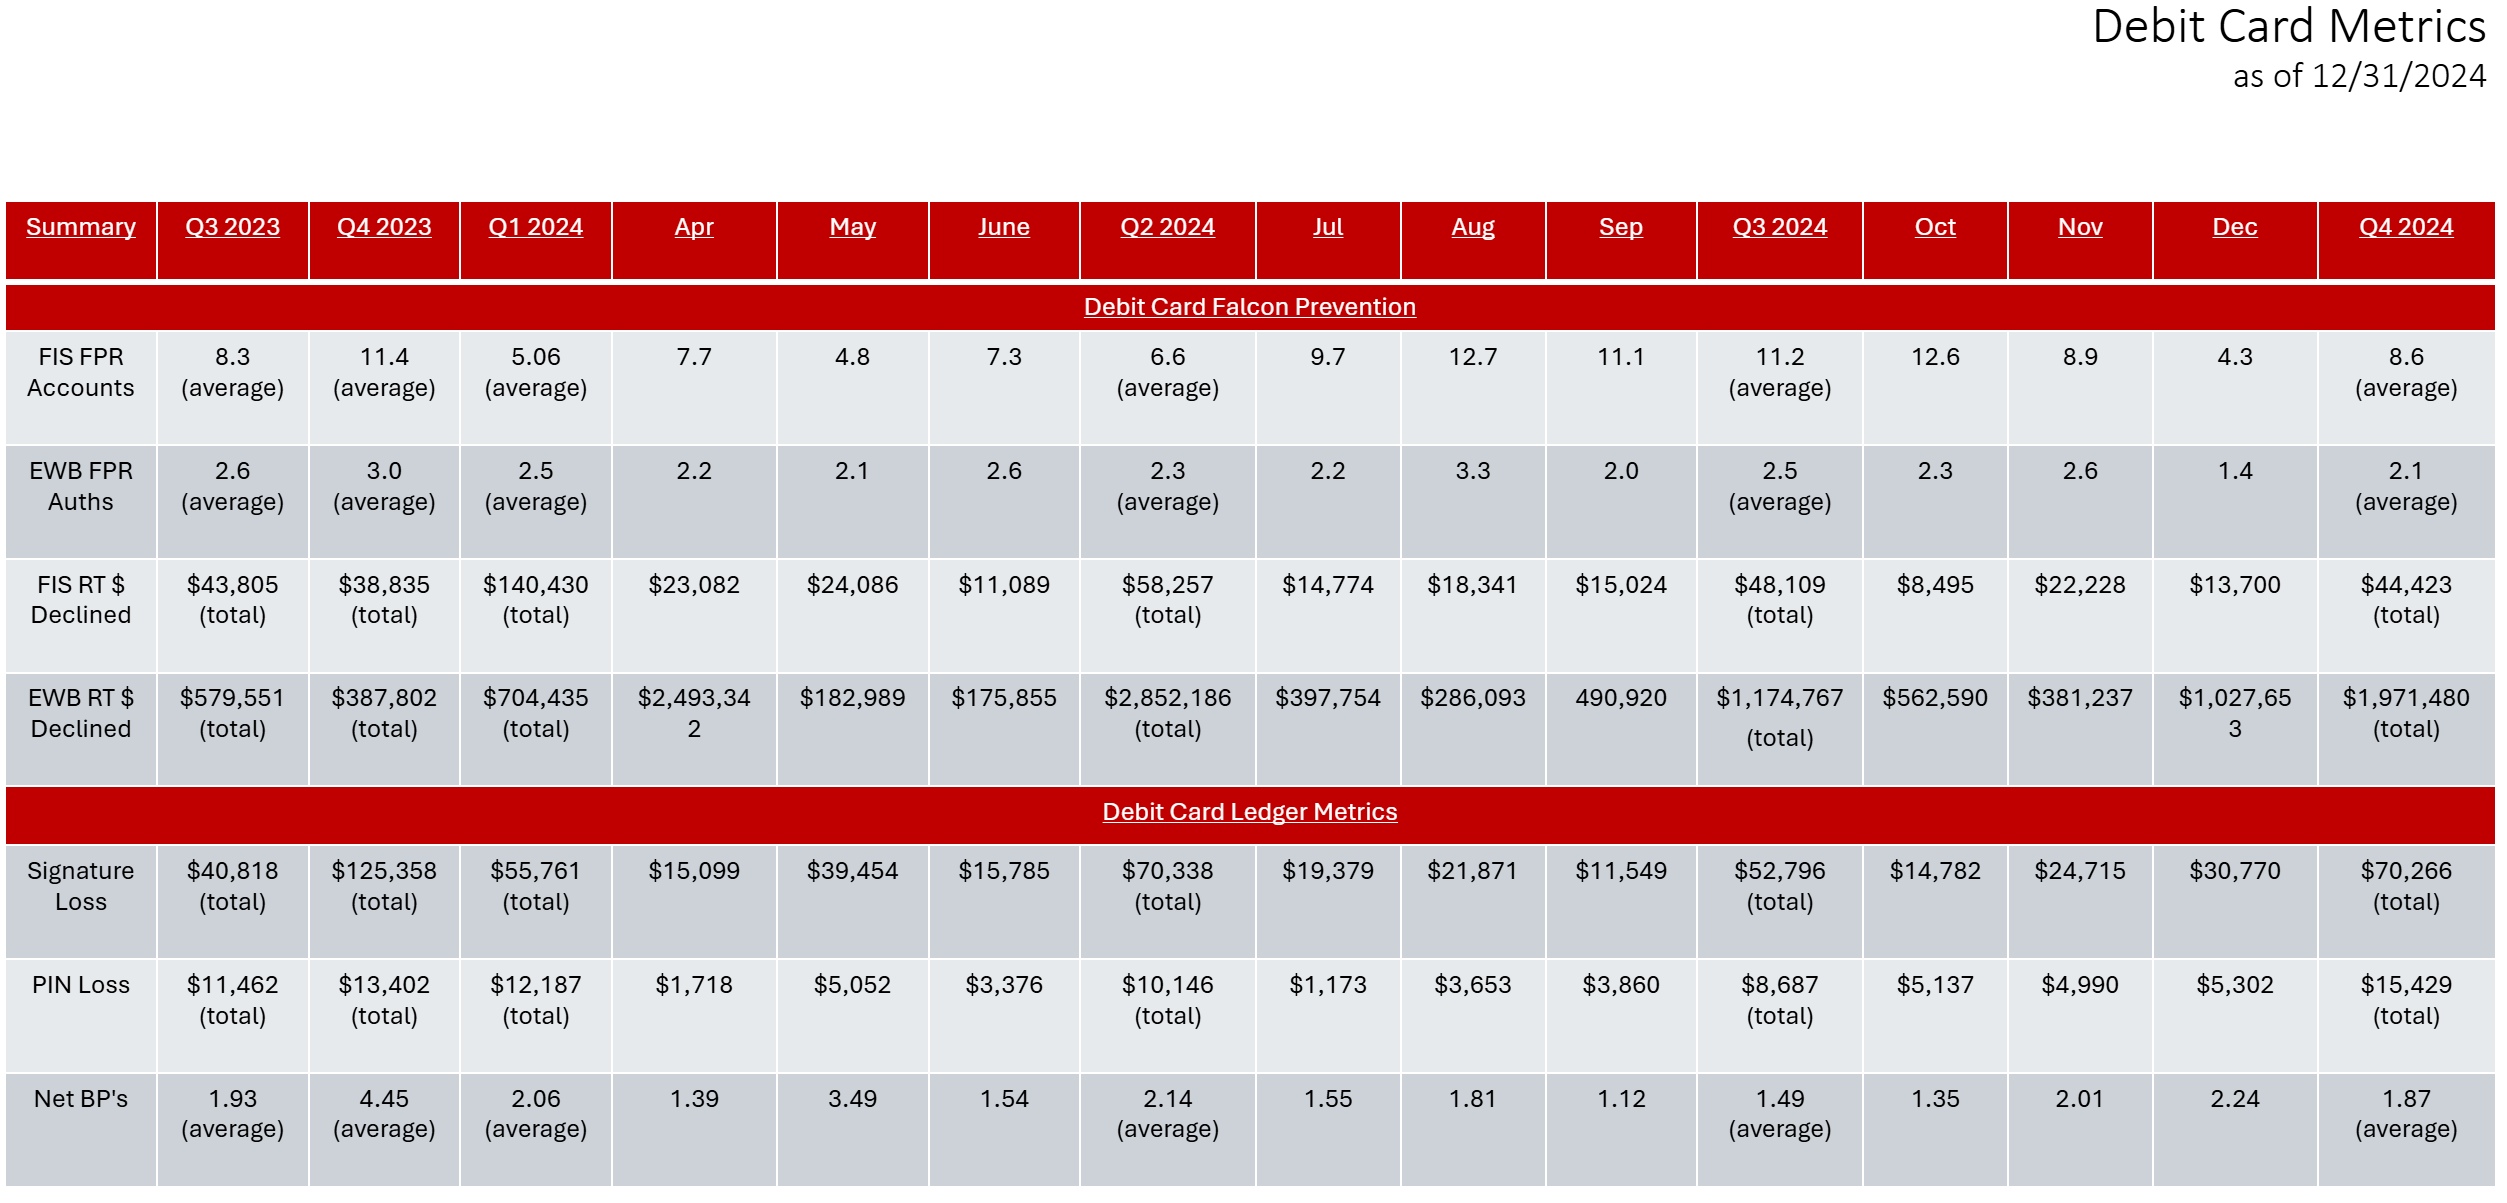 Debit Card Metrics
as of 12/31/2024
Summary Q3 2023 Q4 2023 Q1 2024 Apr May June Q2 2024 Jul Aug Sep Q3 2024 Oct Nov Dec Q4 2024
Debit Card Falcon Prevention
FIS FPR 8.3 11.4 5.06 7.7 4.8 7.3 6.6 9.7 12.7 11.1 11.2 12.6 8.9 4.3 8.6
Accounts (average) (average) (average) (average) (average) (average)
EWB FPR 2.6 3.0 2.5 2.2 2.1 2.6 2.3 2.2 3.3 2.0 2.5 2.3 2.6 1.4 2.1
Auths (average) (average) (average) (average) (average) (average)
FIS RT $ $43,805 $38,835 $140,430 $23,082 $24,086 $11,089 $58,257 $14,774 $18,341 $15,024 $48,109 $8,495 $22,228 $13,700 $44,423
Declined (total) (total) (total) (total) (total) (total)
EWB RT $ $579,551 $387,802 $704,435 $2,493,34 $182,989 $175,855 $2,852,186 $397,754 $286,093 490,920 $1,174,767 $562,590 $381,237 $1,027,65 $1,971,480
Declined (total) (total) (total) 2 (total) (total) 3 (total)
Debit Card Ledger Metrics
Signature $40,818 $125,358 $55,761 $15,099 $39,454 $15,785 $70,338 $19,379 $21,871 $11,549 $52,796 $14,782 $24,715 $30,770 $70,266
Loss (total) (total) (total) (total) (total) (total)
PIN Loss $11,462 $13,402 $12,187 $1,718 $5,052 $3,376 $10,146 $1,173 $3,653 $3,860 $8,687 $5,137 $4,990 $5,302 $15,429
(total) (total) (total) (total) (total) (total)
Net BP's 1.93 4.45 2.06 1.39 3.49 1.54 2.14 1.55 1.81 1.12 1.49 1.35 2.01 2.24 1.87
(average) (average) (average) (average) (average) (average)